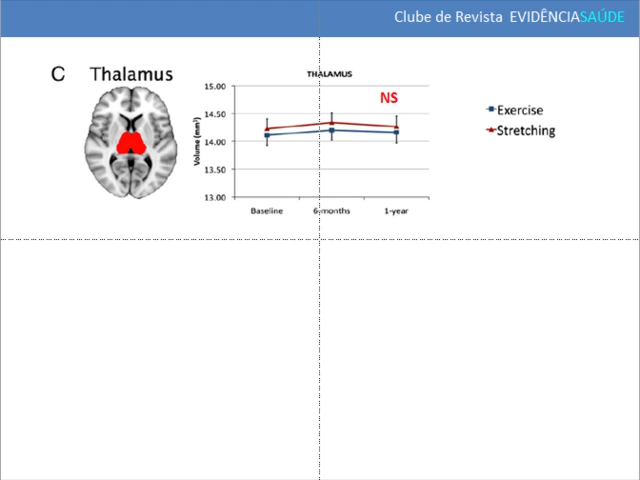 Clube de Revista EVIDÊNCIASAÚDE
C Thalamus
THALAMUS
NS
Volume (mm³)
15.00
14.50
14.00
13.50
13.00
Baseline 6-months 1-year
Exercise
Stretching